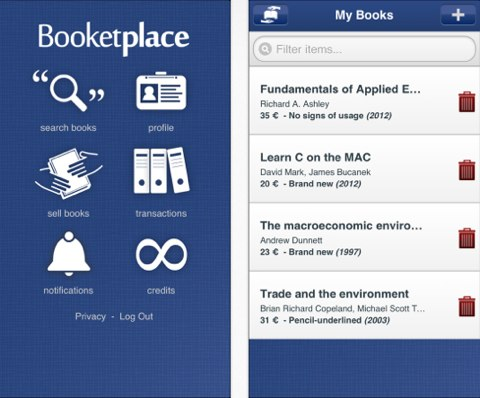 Booketplace
search books
profile
sell books
transactions
notifications
credits
Privacy - Log Out
My Books
Filter items...
Fundamentals of Applied E...
Richard A. Ashley
35 € - No signs of usage (2012)
Learn C on the MAC
David Mark, James Bucanek
20 € - Brand new (2012)
The macroeconomic enviro...
Andrew Dunnett
23 € - Brand new (1997)
Trade and the environment
Brian Richard Copeland, Michael Scott T...
31 € - Pencil-underlined (2003)